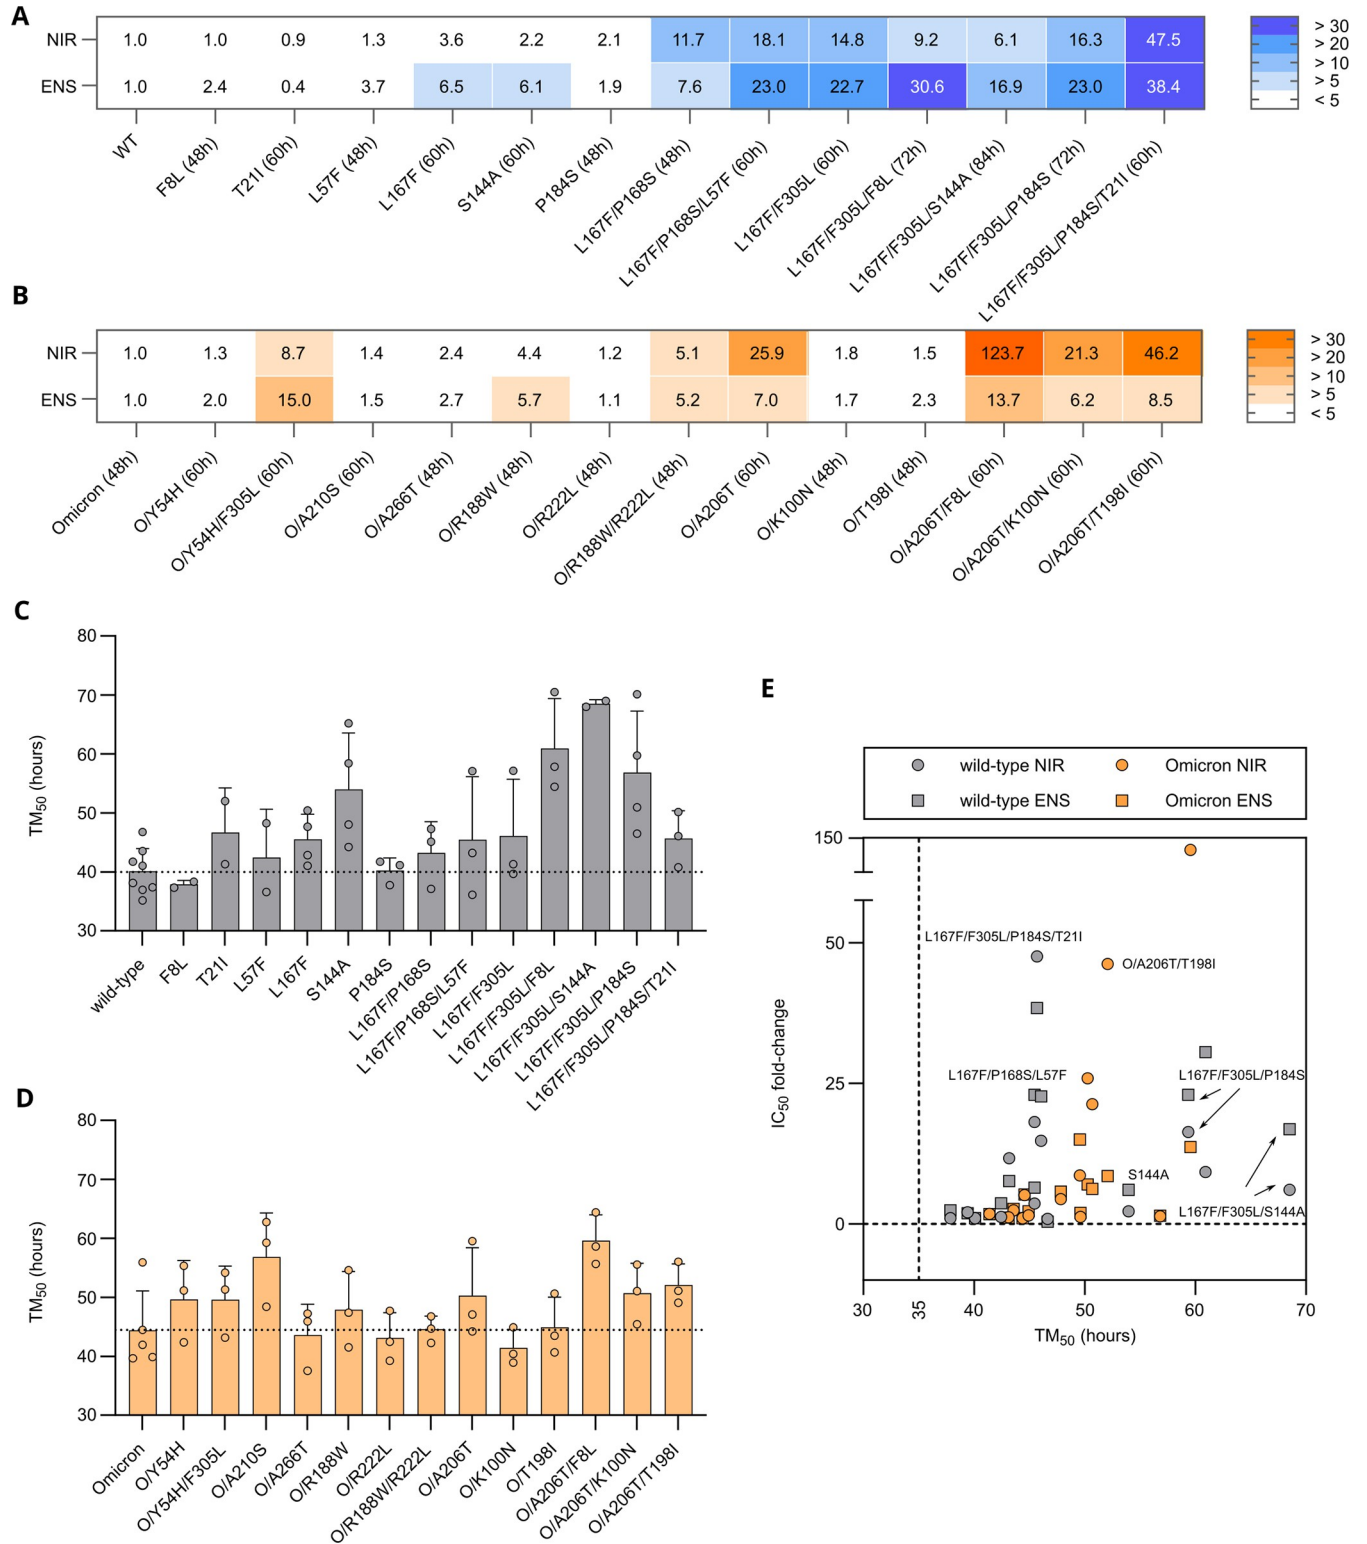 A
NIR 1.0 1.0 0.9 1.3 3.6 2.2 2.1 11.7 18.1 14.8 9.2 6.1 16.3 47.5
ENS 1.0 2.4 0.4 3.7 6.5 6.1 1.9 7.6 23.0 22.7 30.6 16.9 23.0 38.4
> 30
> 20
> 10
> 5
< 5
WT
F8L (48h)
T21I (60h)
L57F (48h)
L167F (60h)
S144A (60h)
P184S (48h)
L167F/P168S (48h)
L167F/P168S/L57F (60h)
L167F/F305L (60h)
L167F/F305L/F8L (72h)
L167F/F305L/S144A (84h)
L167F/F305L/P184S (72h)
L167F/F305L/P184S/T21I (60h)
B
NIR 1.0 1.3 8.7 1.4 2.4 4.4 1.2 5.1 25.9 1.8 1.5 123.7 21.3 46.2
ENS 1.0 2.0 15.0 1.5 2.7 5.7 1.1 5.2 7.0 1.7 2.3 13.7 6.2 8.5
> 30
> 20
> 10
> 5
< 5
Omicron (48h)
O/Y54H (60h)
O/Y54H/F305L (60h)
O/A210S (60h)
O/A266T (48h)
O/R188W (48h)
O/R222L (48h)
O/R188W/R222L (48h)
O/A206T (60h)
O/K100N (48h)
O/T198I (48h)
O/A206T/F8L (60h)
O/A206T/K100N (60h)
O/A206T/T198I (60h)
C
TM50 (hours)
80
70
60
50
40
30
wild-type
F8L
T21I
L57F
L167F
S144A
P184S
L167F/P168S
L167F/P168S/L57F
L167F/F305L
L167F/F305L/F8L
L167F/F305L/S144A
L167F/F305L/P184S
L167F/F305L/P184S/T21I
D
TM50 (hours)
80
70
60
50
40
30
Omicron
O/Y54H
O/Y54H/F305L
O/A210S
O/A266T
O/R188W
O/R222L
O/R188W/R222L
O/A206T
O/K100N
O/T198I
O/A206T/F8L
O/A206T/K100N
O/A206T/T198I
E
wild-type NIR Omicron NIR
wild-type ENS Omicron ENS
IC50 fold-change
150
50
25
0
L167F/F305L/P184S/T21I
O/A206T/T198I
L167F/P168S/L57F
L167F/F305L/P184S
S144A
L167F/F305L/S144A
30 35 40 50 60 70
TM50 (hours)